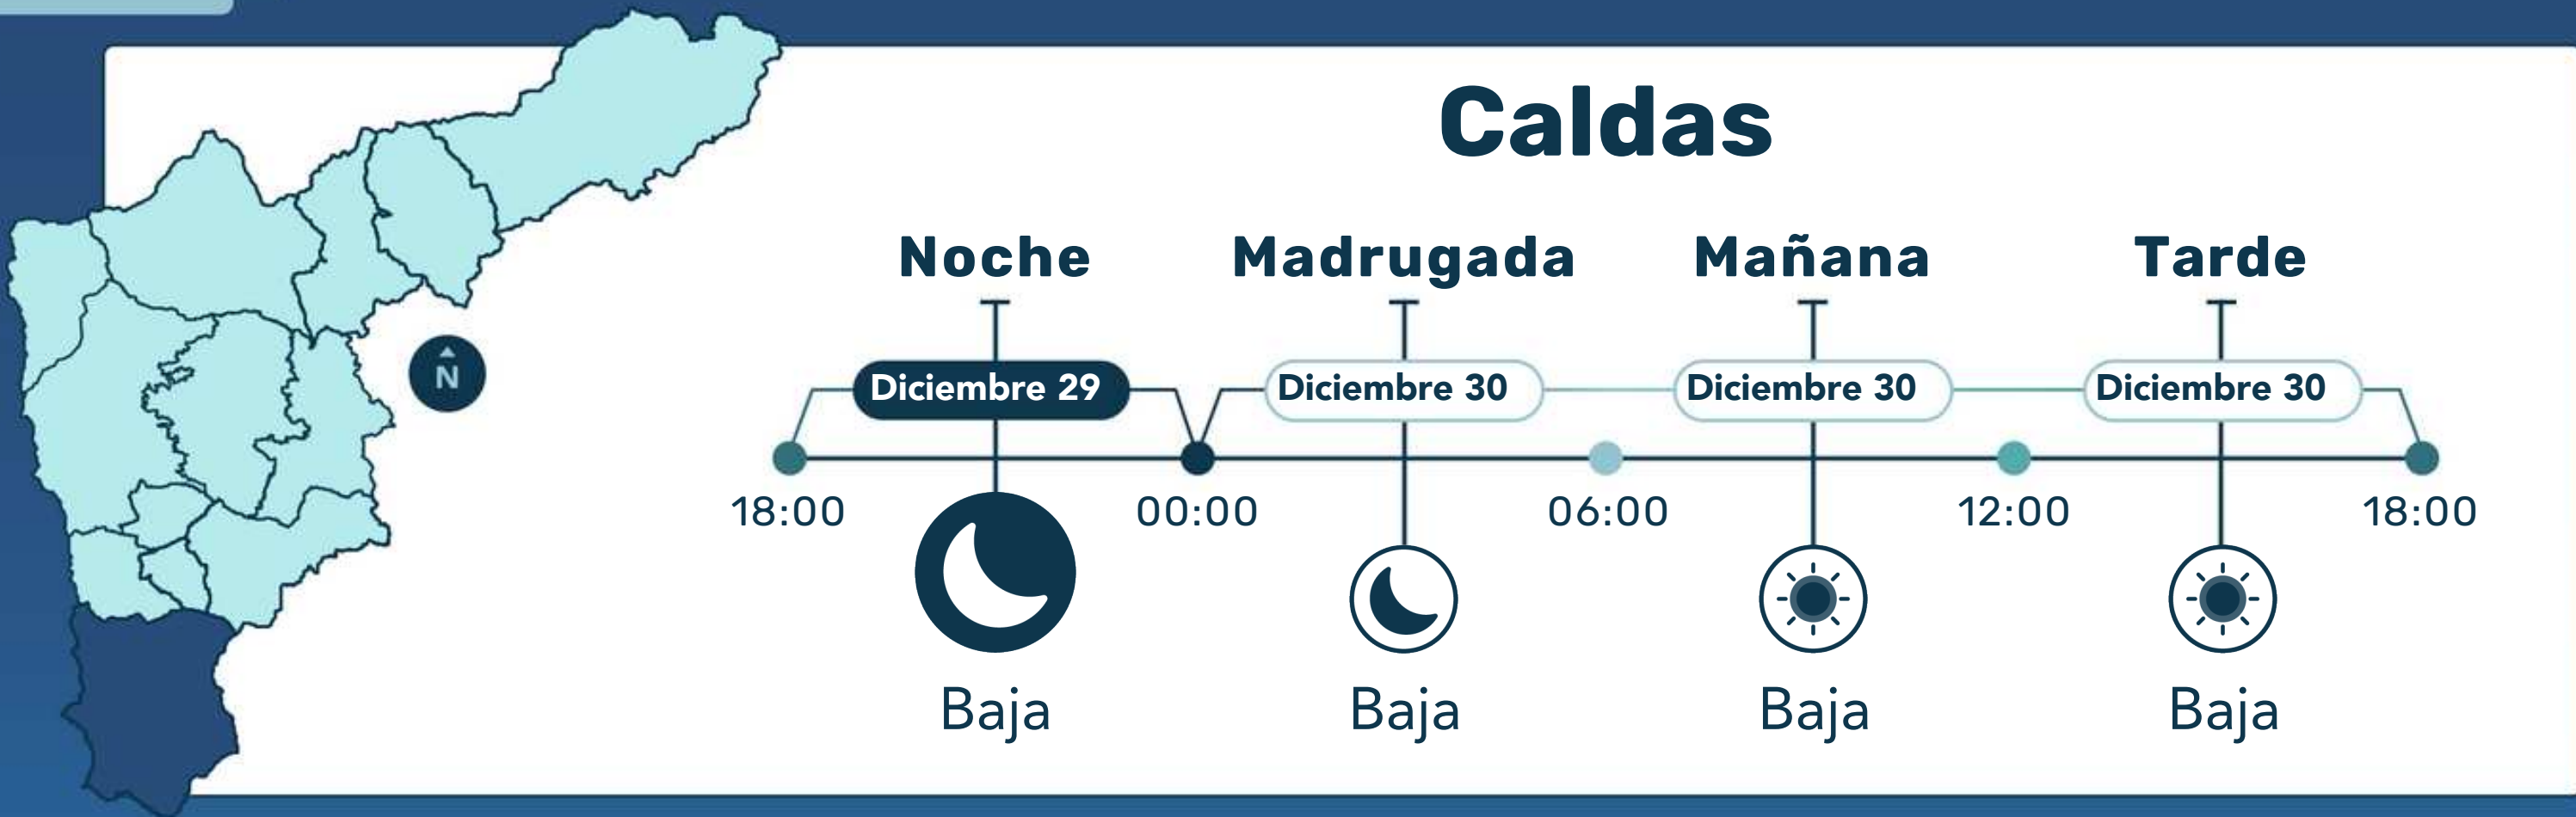 Caldas
Noche Madrugada Mañana Tarde
Diciembre 29 Diciembre 30 Diciembre 30 Diciembre 30
N
18:00 00:00 06:00 12:00 18:00
Baja Baja Baja Baja